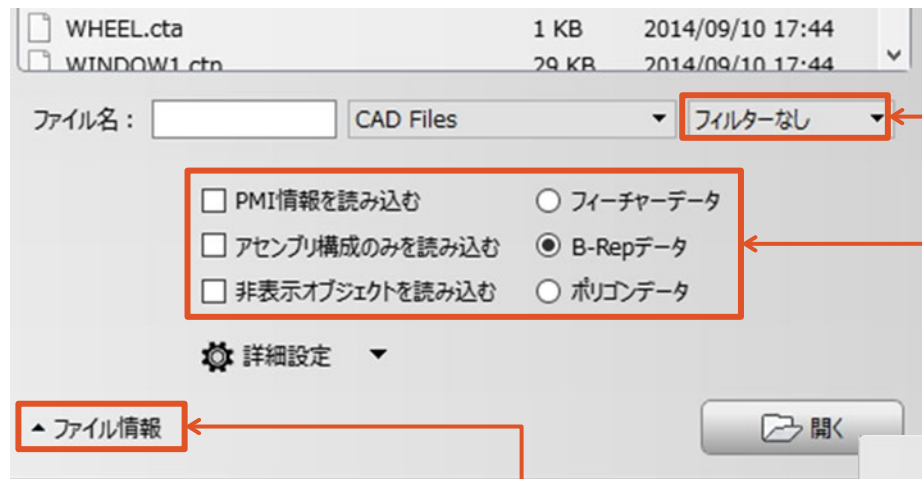 WHEEL.cta 1 KB 2014/09/10 17:44
WINDOW1.ctp 29 KB 2014/09/10 17:44
ファイル名： CAD Files フィルターなし
PMI情報を読み込む フィーチャーデータ
アセンブリ構成のみを読み込む B-Repデータ
非表示オブジェクトを読み込む ポリゴンデータ
詳細設定
ファイル情報 開く